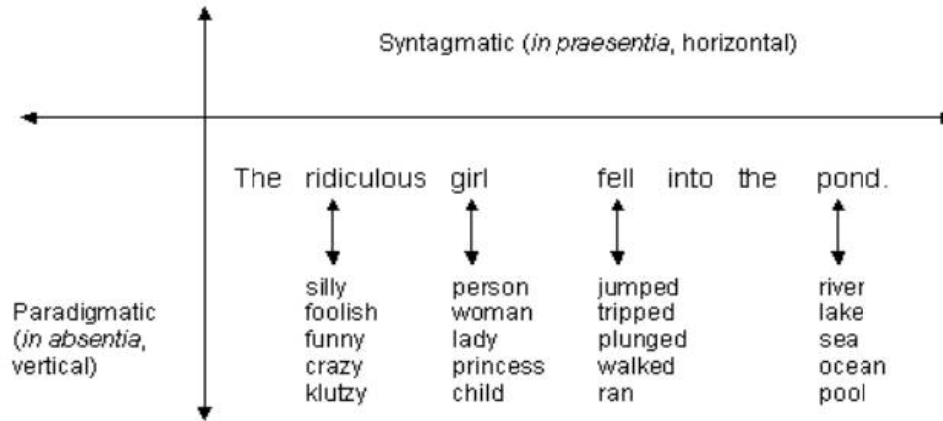 Syntagmatic (in praesentia, horizontal)
The ridiculous girl fell into the pond.
silly person jumped river
foolish woman tripped lake
funny lady plunged sea
crazy princess walked ocean
klutzy child ran pool
Paradigmatic
(in absentia,
vertical)